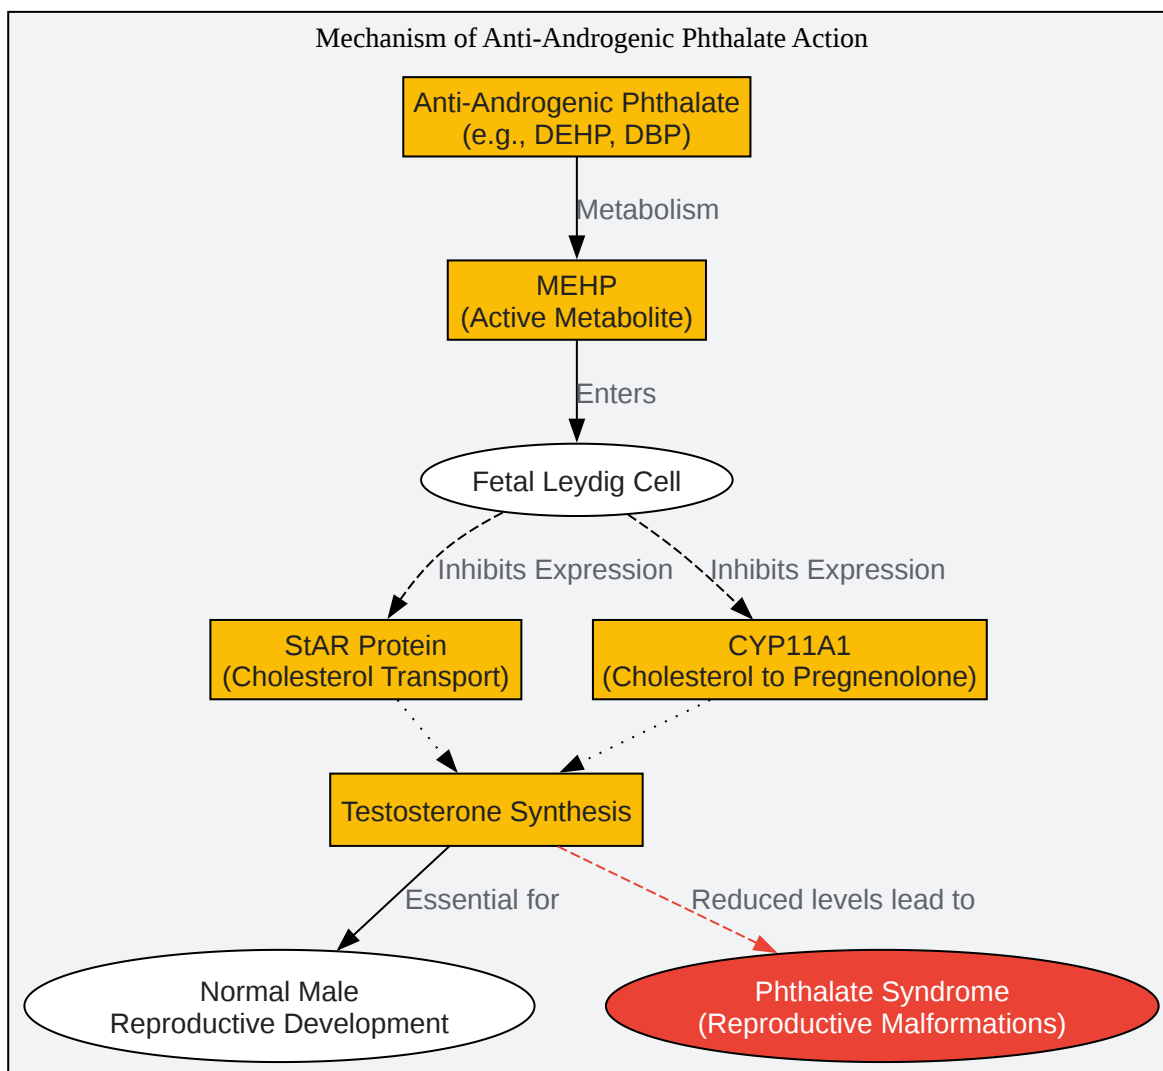 Mechanism of Anti-Androgenic Phthalate Action
Anti-Androgenic Phthalate
(e.g., DEHP, DBP)
Metabolism
MEHP
(Active Metabolite)
Enters
Fetal Leydig Cell
Inhibits Expression
Inhibits Expression
StAR Protein
(Cholesterol Transport)
CYP11A1
(Cholesterol to Pregnenolone)
Testosterone Synthesis
Essential for
Reduced levels lead to
Normal Male
Reproductive Development
Phthalate Syndrome
(Reproductive Malformations)